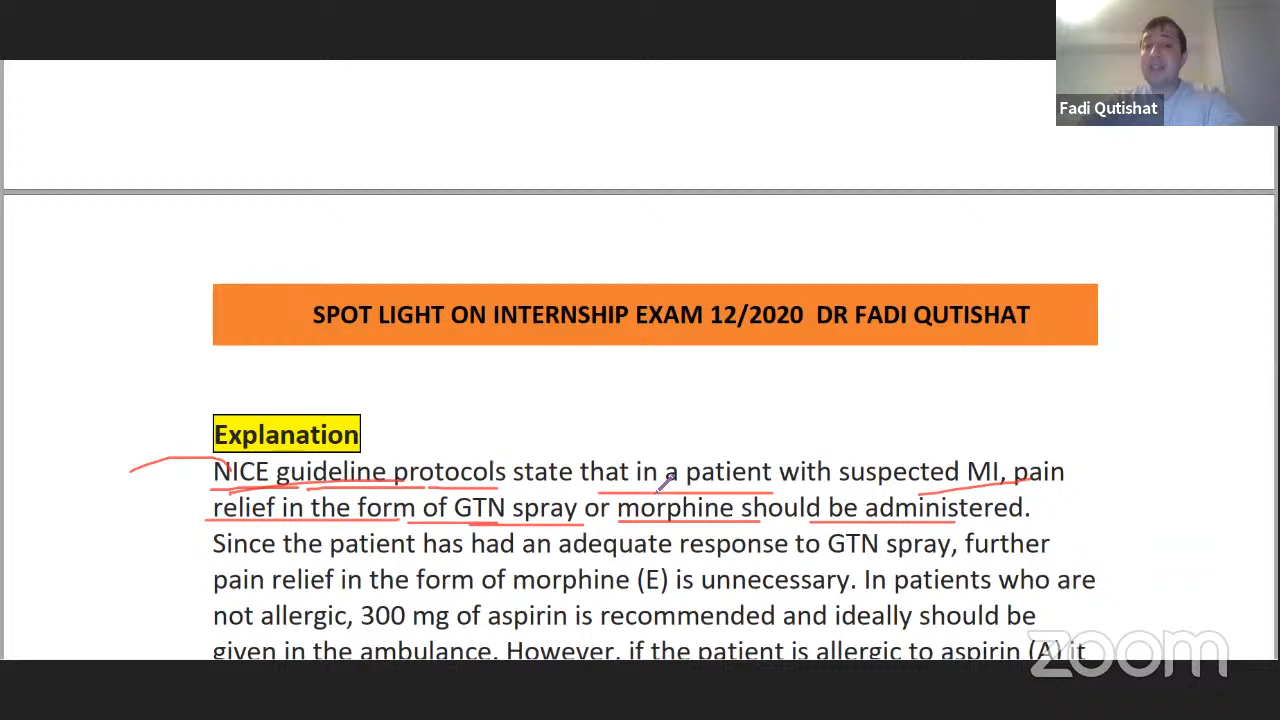 Fadi Qutishat
SPOT LIGHT ON INTERNSHIP EXAM 12/2020 DR FADI QUTISHAT
Explanation
NICE guideline protocols state that in a patient with suspected MI, pain
relief in the form of GTN spray or morphine should be administered.
Since the patient has had an adequate response to GTN spray, further
pain relief in the form of morphine (E) is unnecessary. In patients who are
not allergic, 300 mg of aspirin is recommended and ideally should be
given in the ambulance. However, if the patient is allergic to aspirin (A) it
zoom